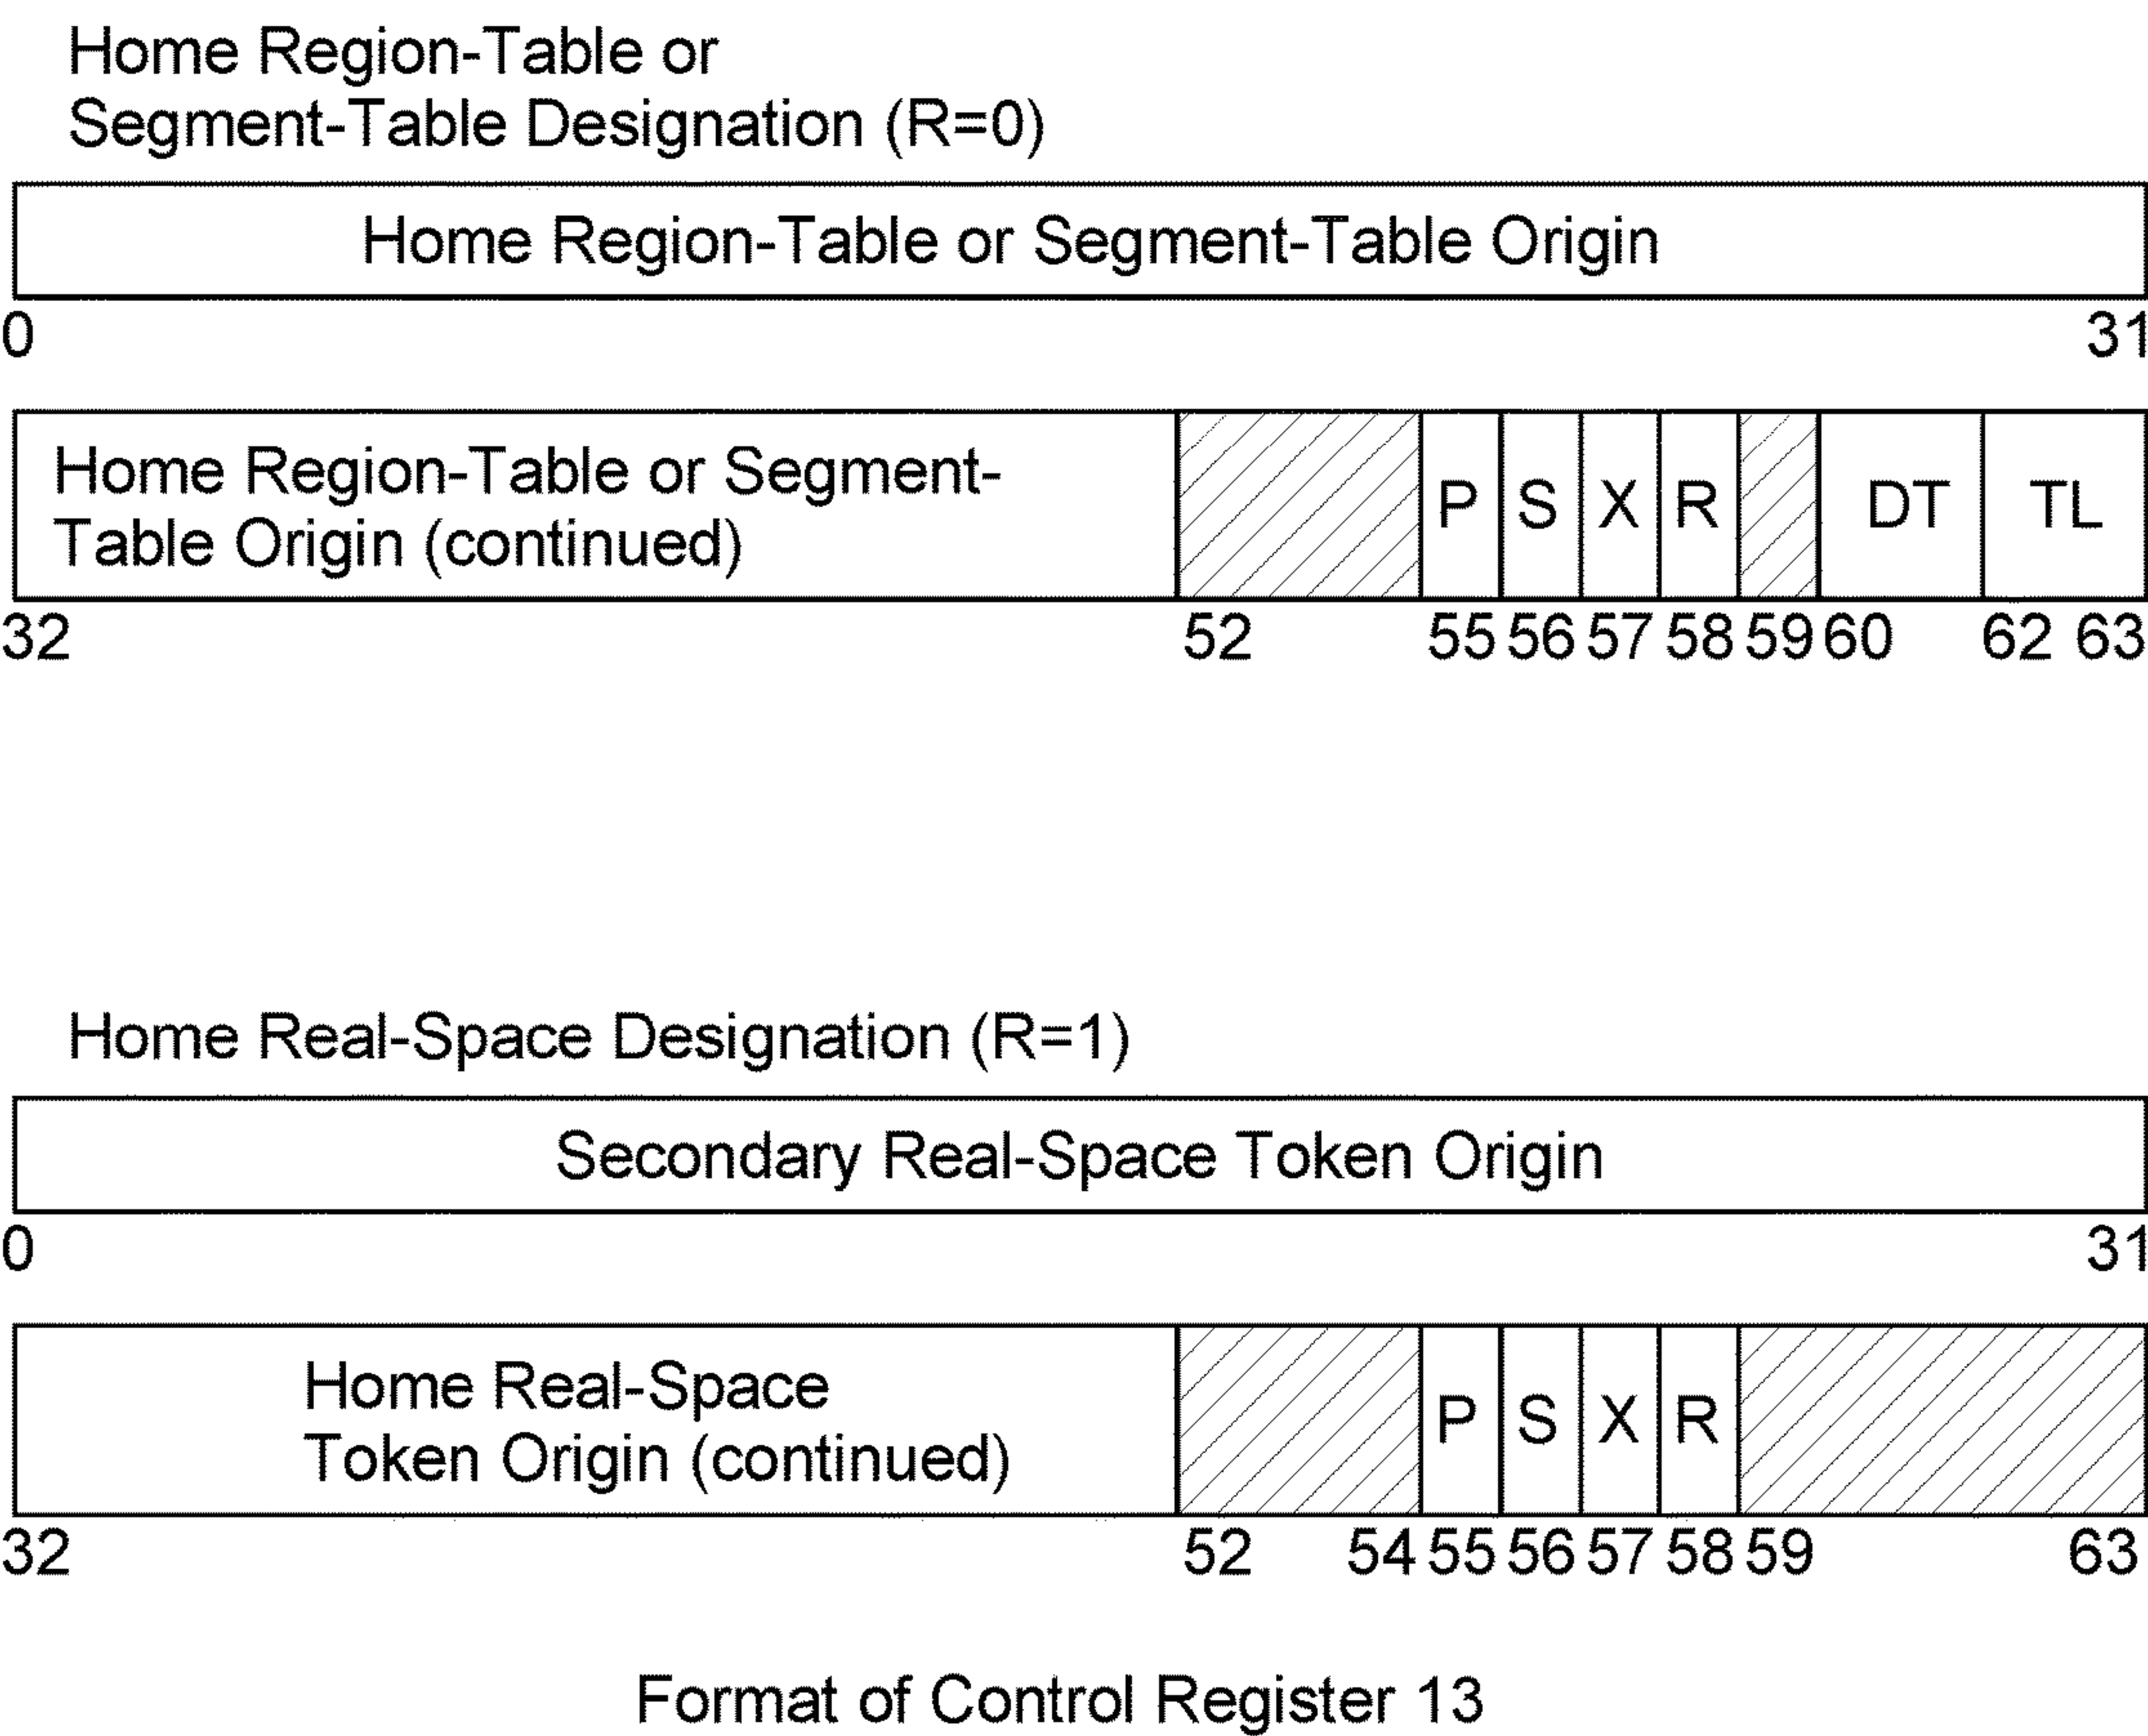 Home Region-Table or
Segment-Table Designation (R=0)
Home Region-Table or Segment-Table Origin
0 31
Home Region-Table or Segment-
Table Origin (continued)
P S X R DT TL
32 52 55 56 57 58 59 60 62 63
Home Real-Space Designation (R=1)
Secondary Real-Space Token Origin
0 31
Home Real-Space
Token Origin (continued)
P S X R
32 52 54 55 56 57 58 59 63
Format of Control Register 13